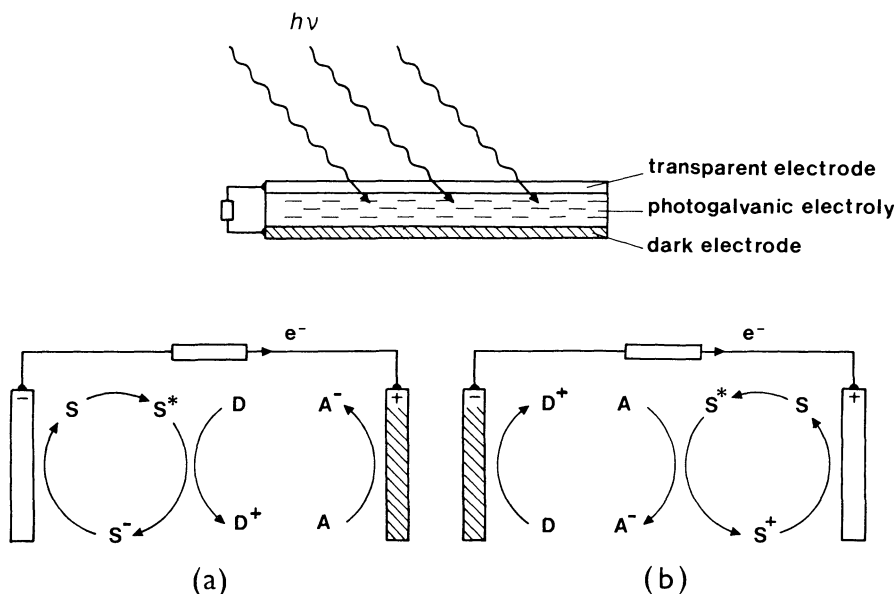 hν
transparent electrode
photogalvanic electroly
dark electrode
e⁻ e⁻
− S S* D A⁻ + − D⁺ A S* S +
S⁻ D⁺ A D A⁻ S⁺
(a) (b)